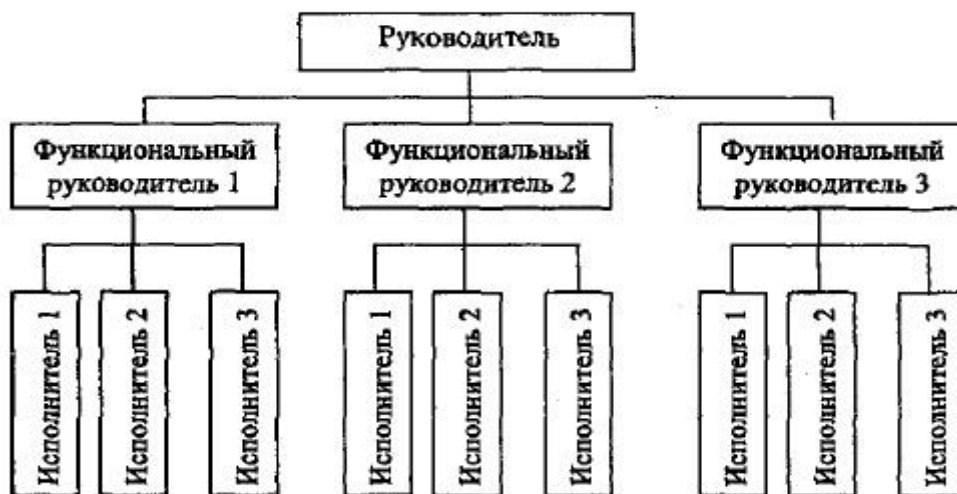 Руководитель
Функциональный
руководитель 1
Функциональный
руководитель 2
Функциональный
руководитель 3
Исполнитель 1
Исполнитель 2
Исполнитель 3
Исполнитель 1
Исполнитель 2
Исполнитель 3
Исполнитель 1
Исполнитель 2
Исполнитель 3